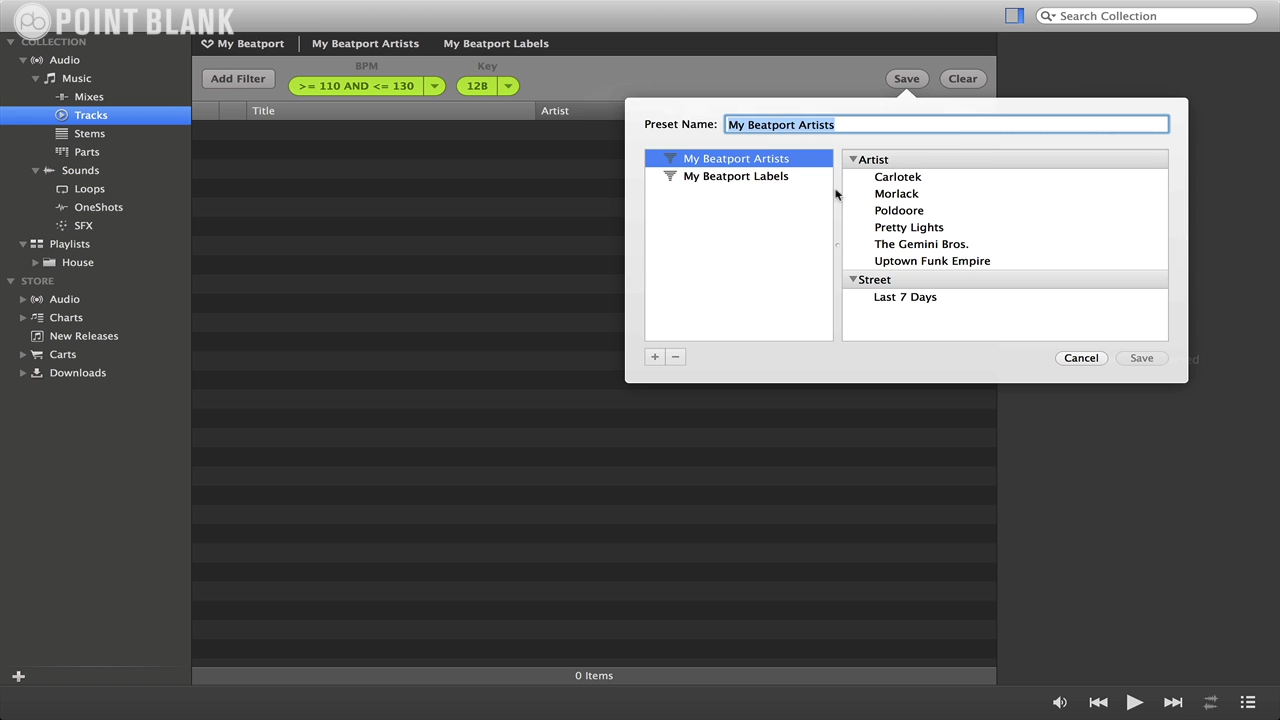 pb POINT BLANK
Search Collection
COLLECTION
Audio
Music
Mixes
Tracks
Stems
Parts
Sounds
Loops
OneShots
SFX
Playlists
House
STORE
Audio
Charts
New Releases
Carts
Downloads
My Beatport
My Beatport Artists
My Beatport Labels
Add Filter
BPM
>= 110 AND <= 130
Key
12B
Save
Clear
Title
Artist
Preset Name:
My Beatport Artists
My Beatport Artists
My Beatport Labels
Artist
Carlotek
Morlack
Poldoore
Pretty Lights
The Gemini Bros.
Uptown Funk Empire
Street
Last 7 Days
+
−
Cancel
Save
0 Items